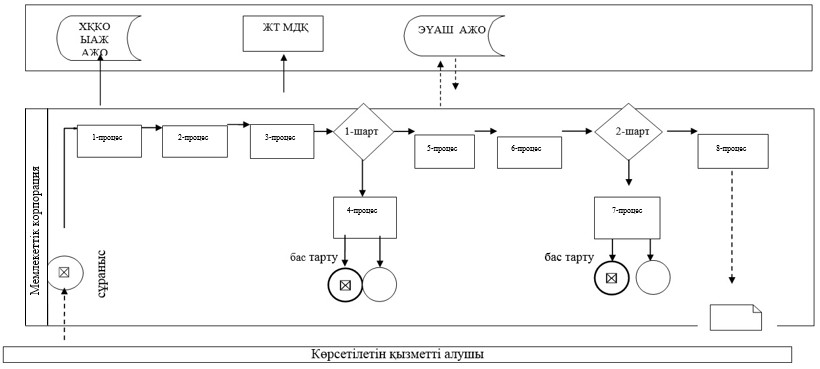 ХҚКО
ЫАЖ
АЖО
ЖТ МДҚ
ЭҮАШ АЖО
Мемлекеттік корпорация
1-процес
2-процес
3-процес
1-шарт
5-процес
6-процес
2-шарт
8-процес
4-процес
7-процес
сұраныс
бас тарту
бас тарту
Көрсетілетін қызметті алушы